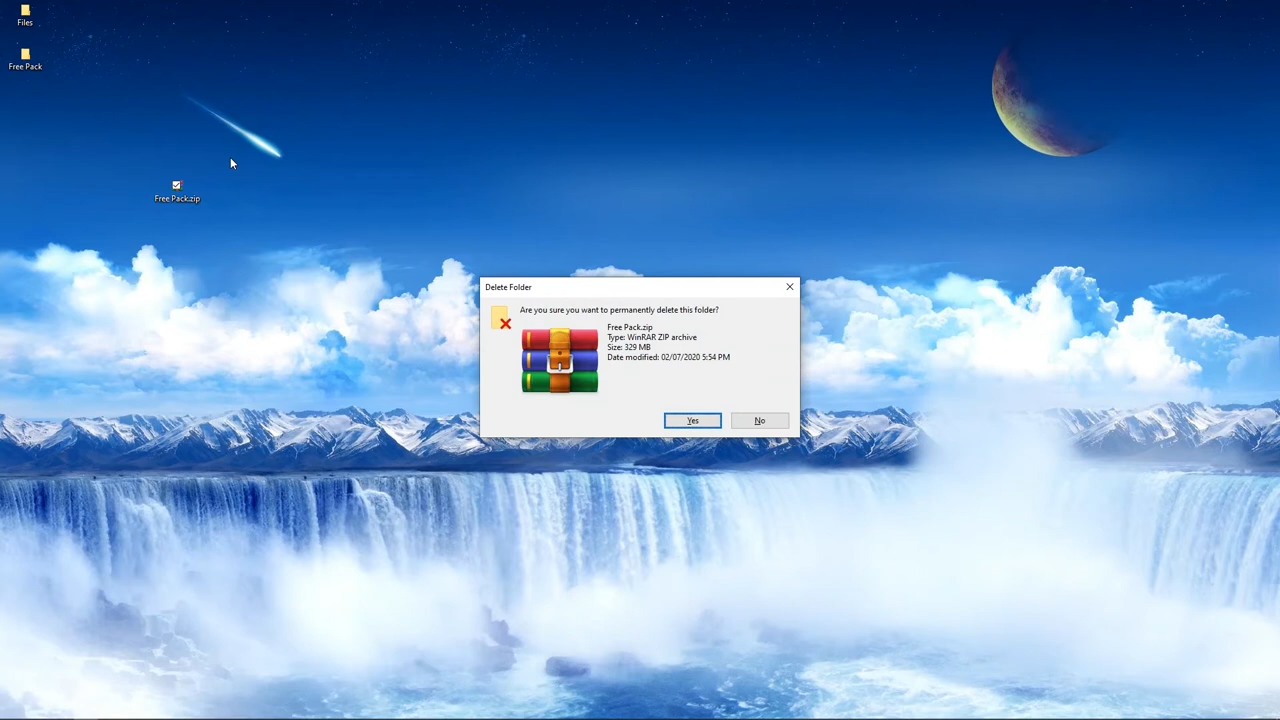 Files
Free Pack
Free Pack.zip
Delete Folder
Are you sure you want to permanently delete this folder?
Free Pack.zip
Type: WinRAR ZIP archive
Size: 329 MB
Date modified: 02/07/2020 5:54 PM
Yes
No